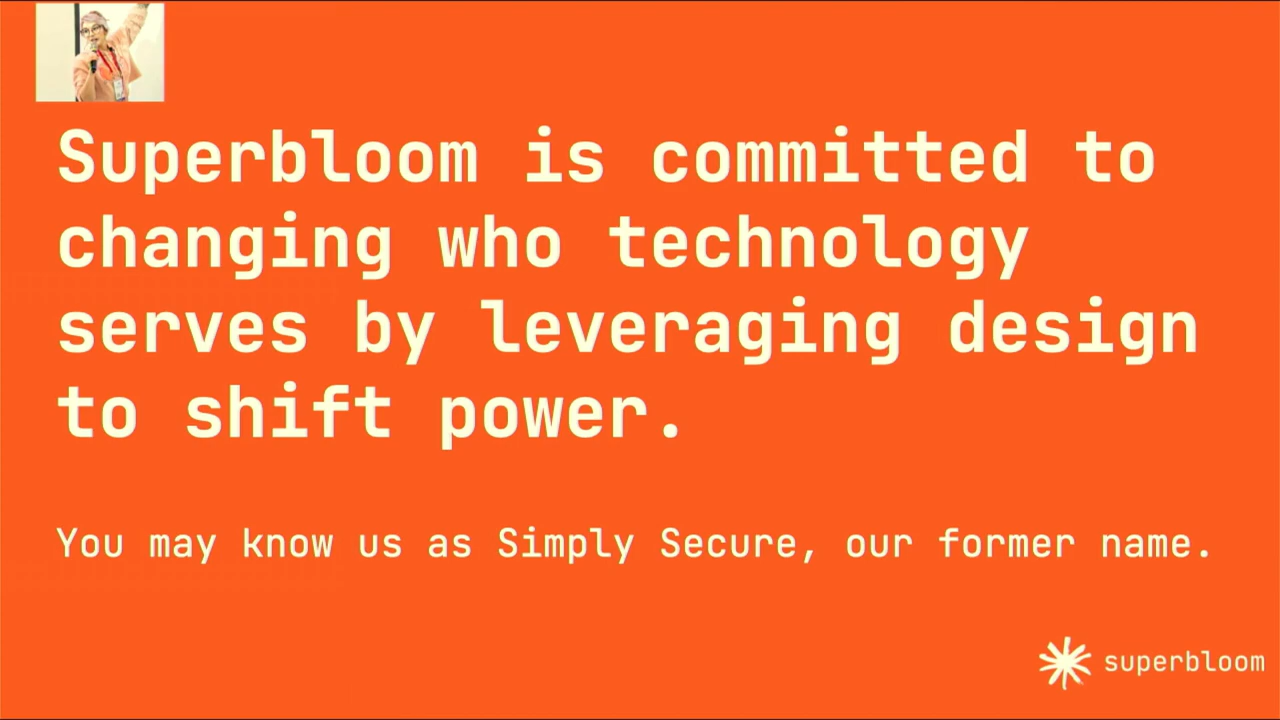 Superbloom is committed to
changing who technology
serves by leveraging design
to shift power.
You may know us as Simply Secure, our former name.
superbloom